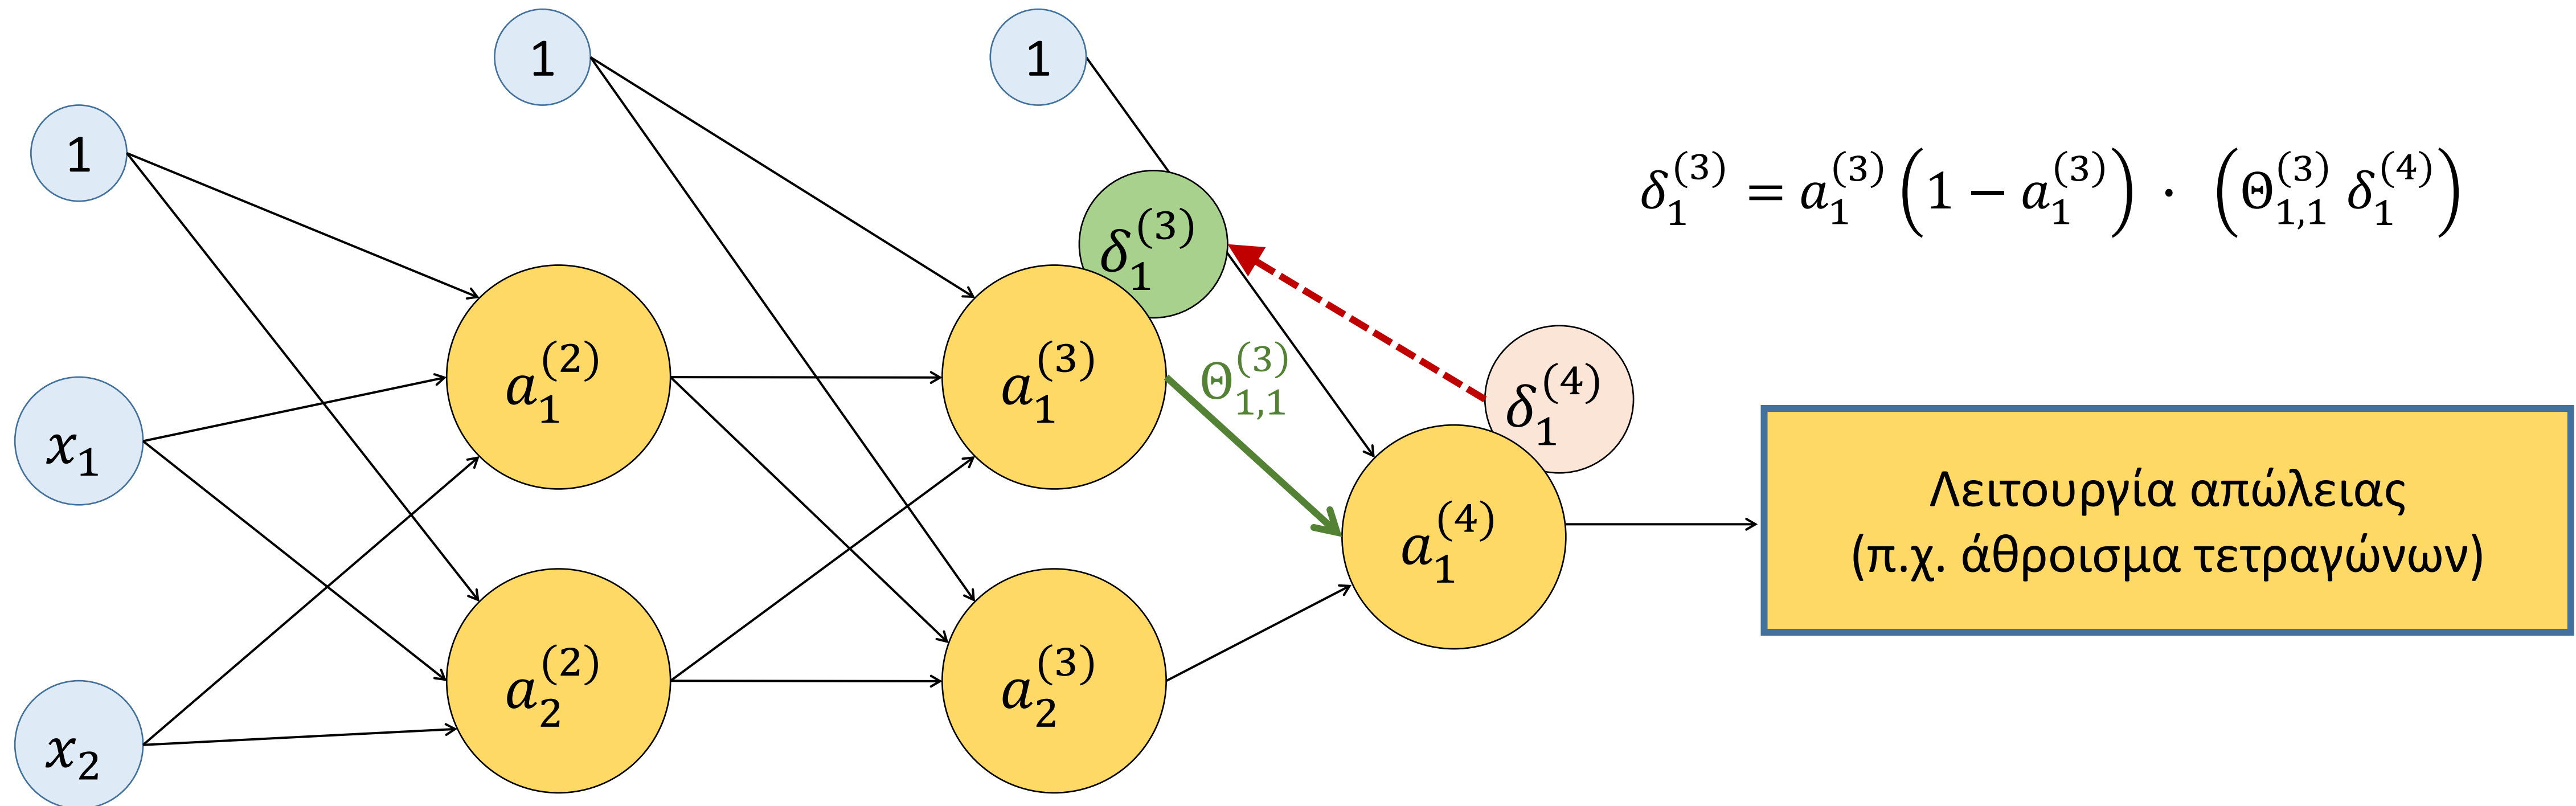 1
1
1
δ₁⁽³⁾ = a₁⁽³⁾ (1 − a₁⁽³⁾) · (Θ₁,₁⁽³⁾ δ₁⁽⁴⁾)
δ₁⁽³⁾
a₁⁽²⁾
a₁⁽³⁾
Θ₁,₁⁽³⁾
δ₁⁽⁴⁾
x₁
a₁⁽⁴⁾
Λειτουργία απώλειας
(π.χ. άθροισμα τετραγώνων)
a₂⁽²⁾
a₂⁽³⁾
x₂